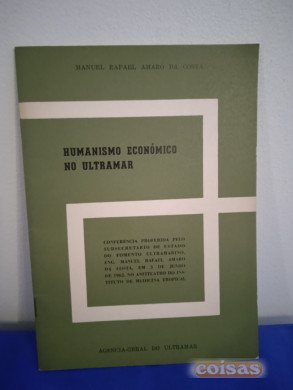 MANUEL RAFAEL AMARO DA COSTA
HUMANISMO ECONÓMICO
NO ULTRAMAR
CONFERÊNCIA PROFERIDA PELO
SUBSECRETÁRIO DE ESTADO
DO FOMENTO ULTRAMARINO,
ENG. MANUEL RAFAEL AMARO
DA COSTA, EM 5 DE JUNHO
DE 1963, NO ANFITEATRO DO INS-
TITUTO DE MEDICINA TROPICAL
AGÊNCIA-GERAL DO ULTRAMAR
coisas